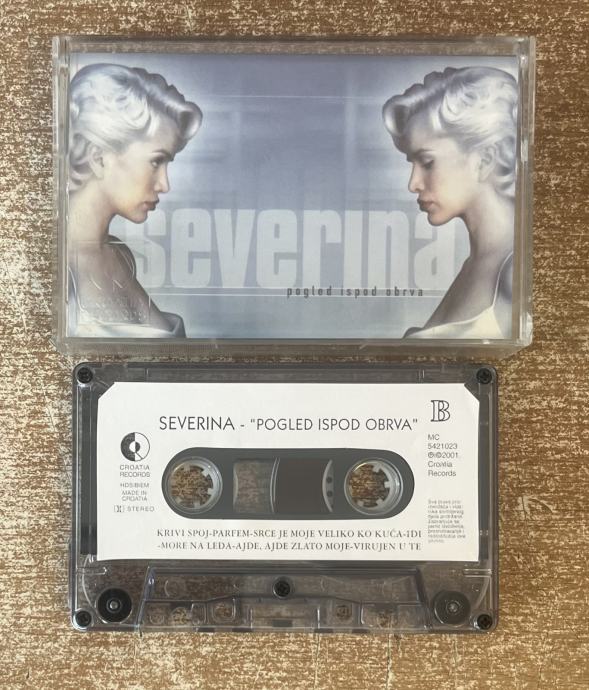 severina
pogled ispod obrva
SEVERINA - "POGLED ISPOD OBRVA"
B
MC
5421023
℗©2001.
Croatia
Records
CROATIA
RECORDS
HDS/BIEM
MADE IN
CROATIA
STEREO
KRIVI SPOJ-PARFEM-SRCE JE MOJE VELIKO KO KUĆA-IDI
-MORE NA LEĐA-AJDE, AJDE ZLATO MOJE-VIRUJEN U TE